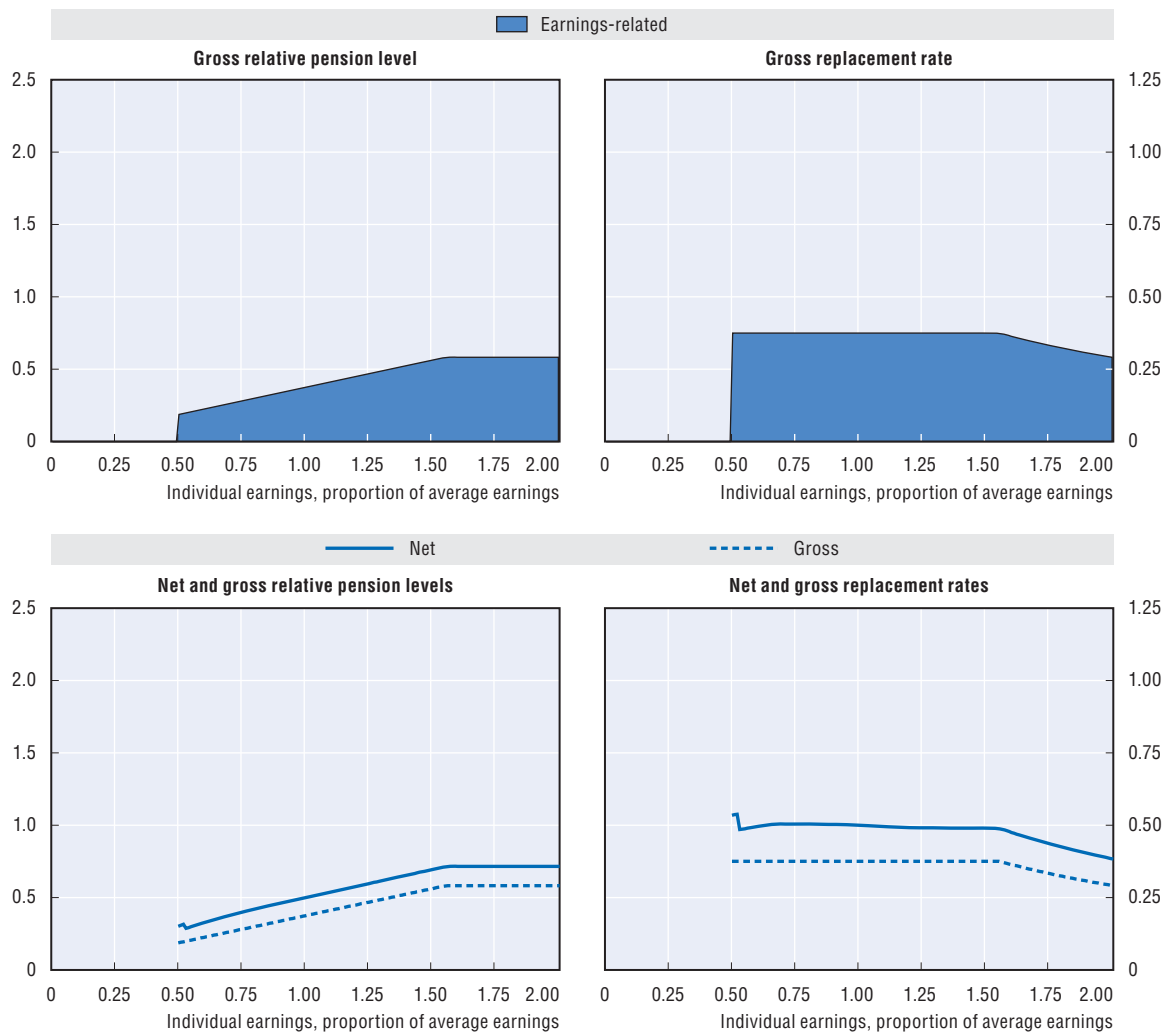 Earnings-related
Gross relative pension level
Gross replacement rate
2.5
2.0
1.5
1.0
0.5
0
1.25
1.00
0.75
0.50
0.25
0
0 0.25 0.50 0.75 1.00 1.25 1.50 1.75 2.00
0 0.25 0.50 0.75 1.00 1.25 1.50 1.75 2.00
Individual earnings, proportion of average earnings
Individual earnings, proportion of average earnings
Net Gross
Net and gross relative pension levels
Net and gross replacement rates
2.5
2.0
1.5
1.0
0.5
0
1.25
1.00
0.75
0.50
0.25
0
0 0.25 0.50 0.75 1.00 1.25 1.50 1.75 2.00
0 0.25 0.50 0.75 1.00 1.25 1.50 1.75 2.00
Individual earnings, proportion of average earnings
Individual earnings, proportion of average earnings